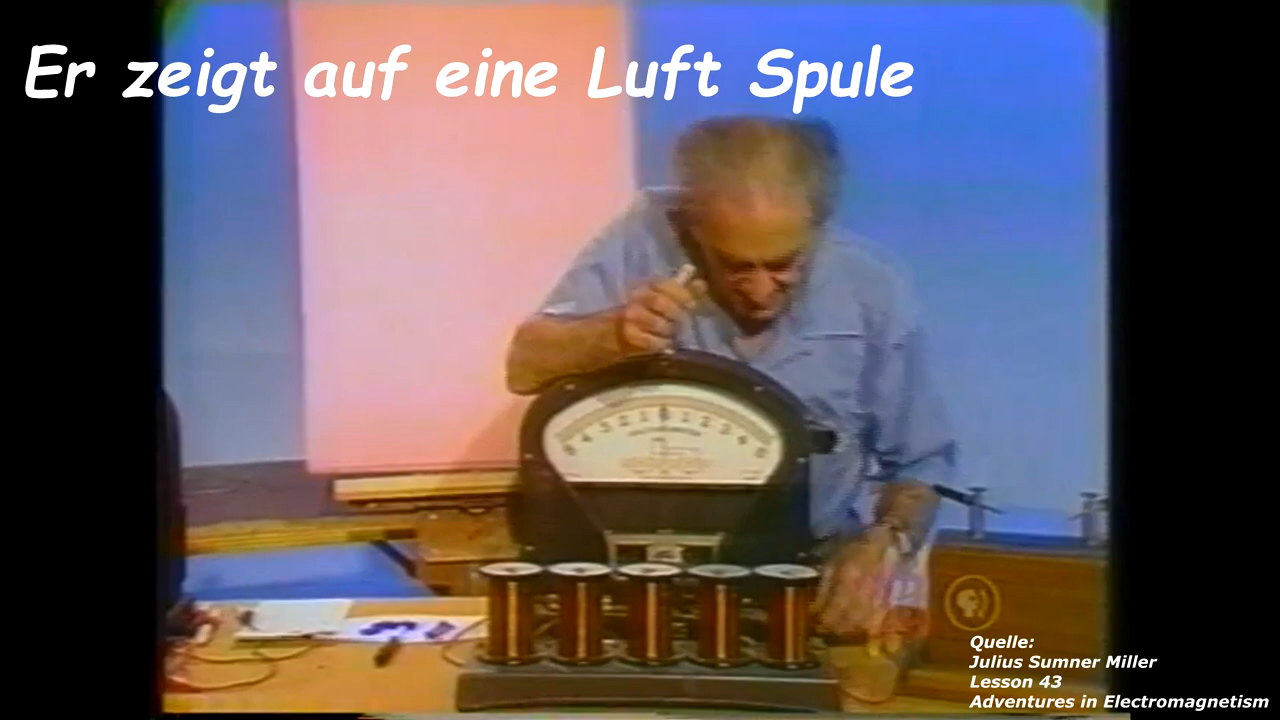 Er zeigt auf eine Luft Spule
Quelle:
Julius Sumner Miller
Lesson 43
Adventures in Electromagnetism